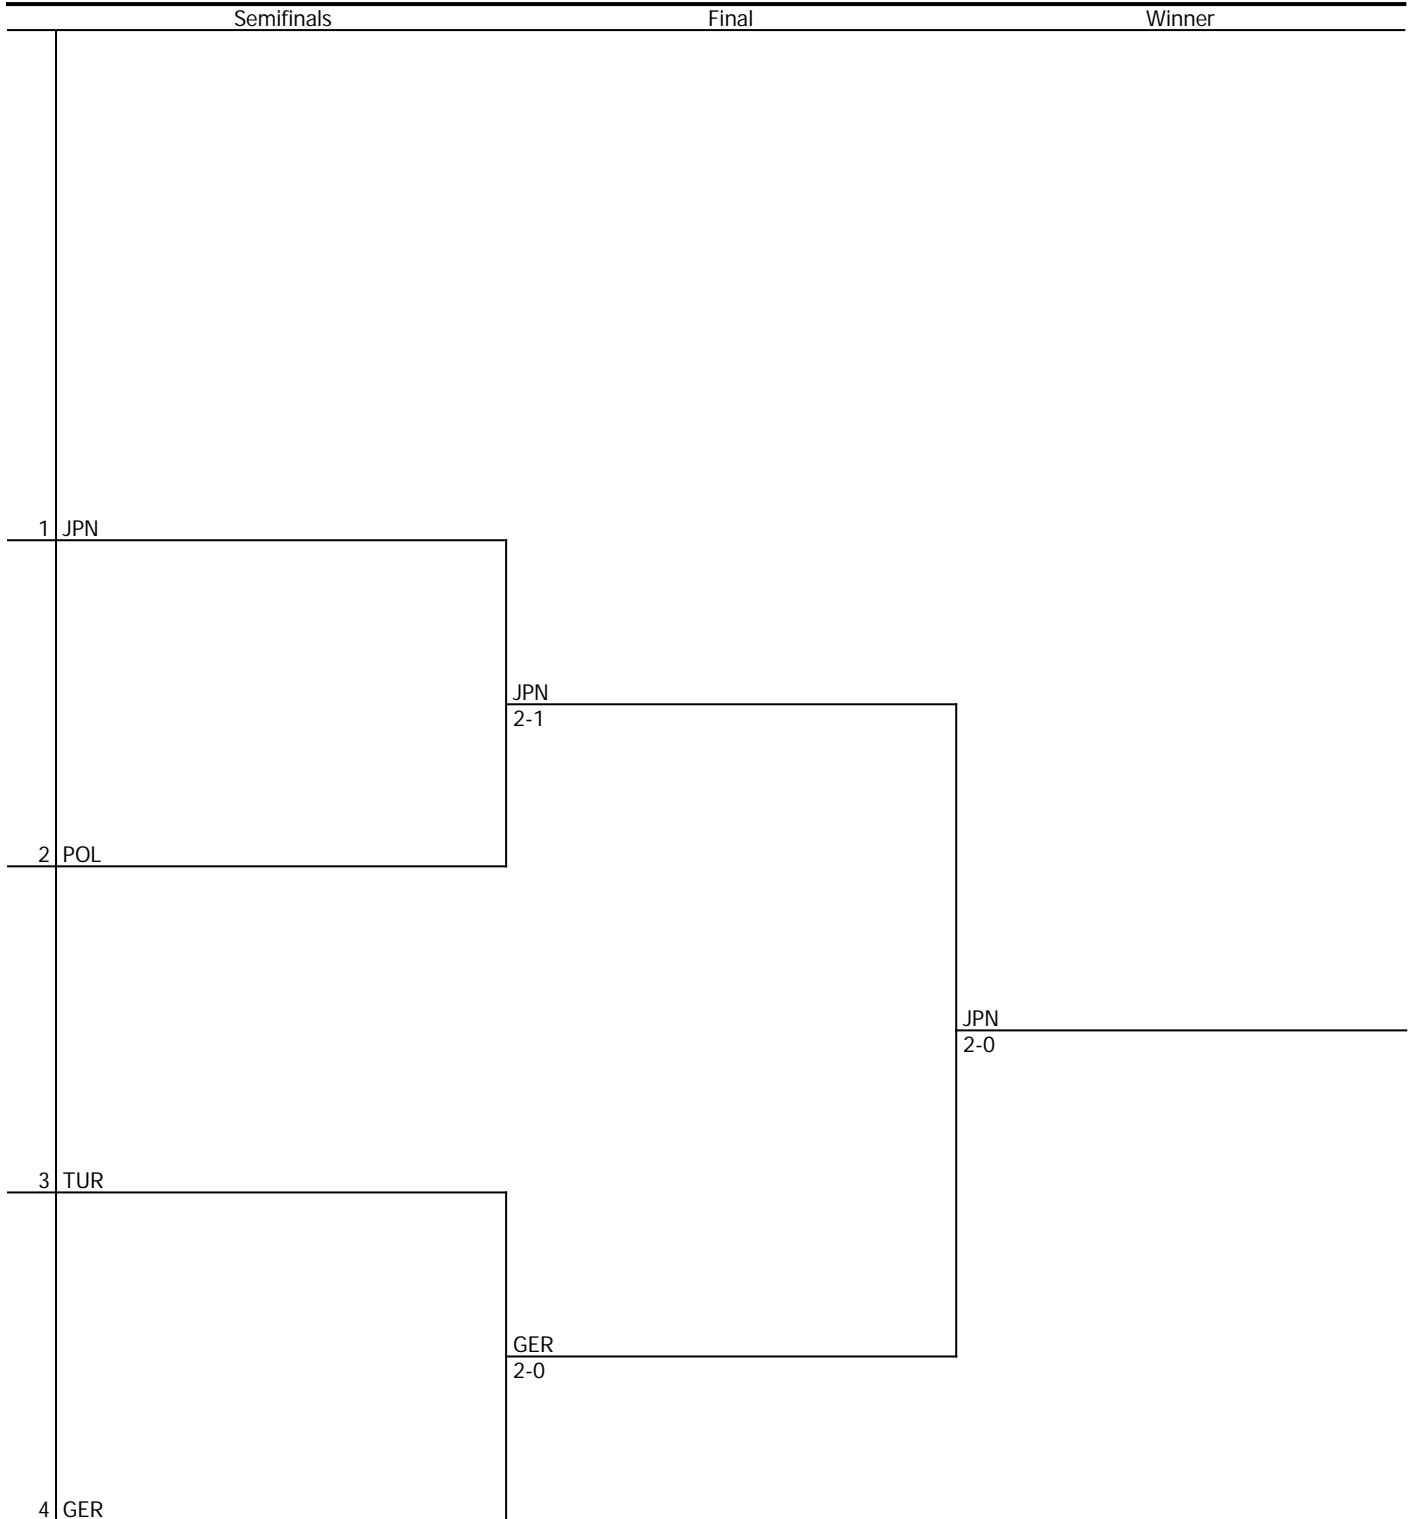 Semifinals Final Winner
1 JPN
JPN
2-1
2 POL
JPN
2-0
3 TUR
GER
2-0
4 GER